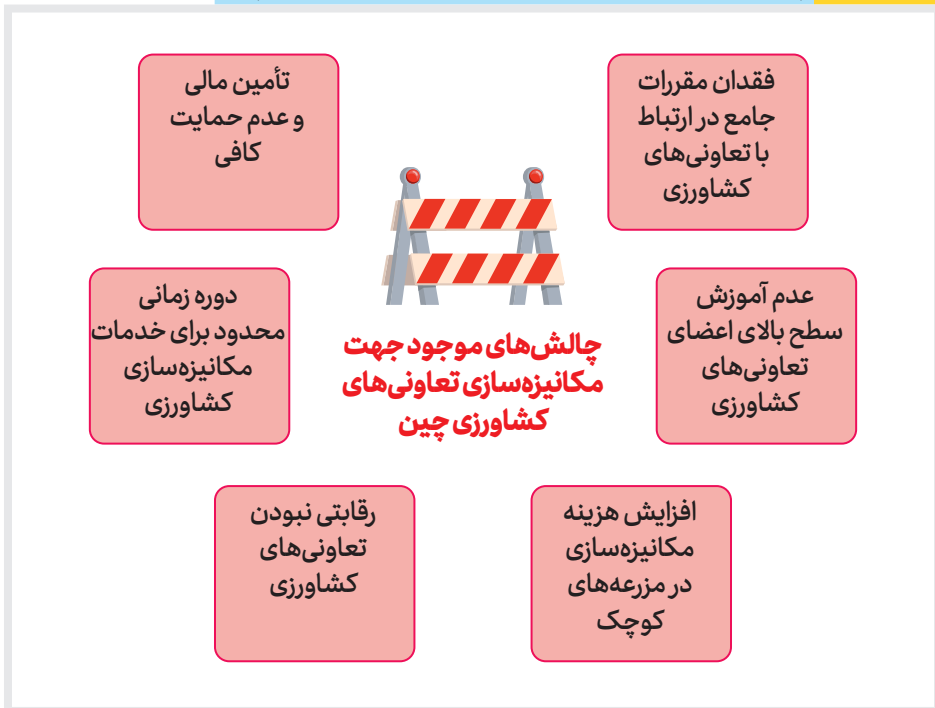 فقدان مقررات
جامع در ارتباط
با تعاونی‌های
کشاورزی
تأمین مالی
و عدم حمایت
کافی
عدم آموزش
سطح بالای اعضای
تعاونی‌های
کشاورزی
چالش‌های موجود جهت
مکانیزه‌سازی تعاونی‌های
کشاورزی چین
دوره زمانی
محدود برای خدمات
مکانیزه‌سازی
کشاورزی
افزایش هزینه
مکانیزه‌سازی
در مزرعه‌های
کوچک
رقابتی نبودن
تعاونی‌های
کشاورزی